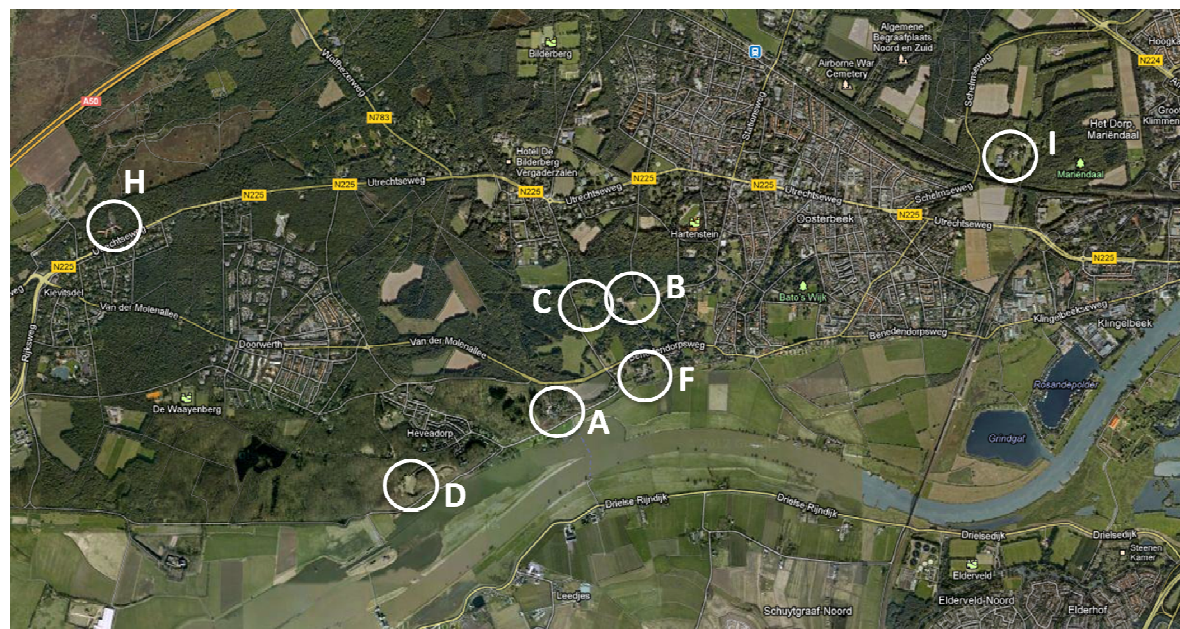 Algemene
Begraafplaats
Noord en Zuid
Bilderberg
Airborne War
Cemetery
Wolfhezerweg
Schelmseweg
N224
A50
N783
Stationsweg
Het Dorp,
Mariëndaal
I
Hotel De
Bilderberg
Vergaderzalen
Mariëndaal
H
N225
N225
Utrechtseweg
N225
Utrechtseweg
N225
N225
Utrechtseweg
Schelmseweg
N225
Utrechtseweg
Oosterbeek
Hartenstein
N225
N225
Kievitsdel
C
B
Bato's Wijk
Van der Molenallee
Klingelbeekseweg
Klingelbeek
Benedendorpsweg
Rijksweg
Doorwerth
Van der Molenallee
F
Rosandepolder
De Waayenberg
A
Heveadorp
Grindgat
D
Drielse Rijndijk
Drielse Rijndijk
Drielsedijk
Drielsedijk
Steenen
Kamer
Elderveld
Leedjes
Schuytgraaf-Noord
Elderveld-Noord
Elderhof